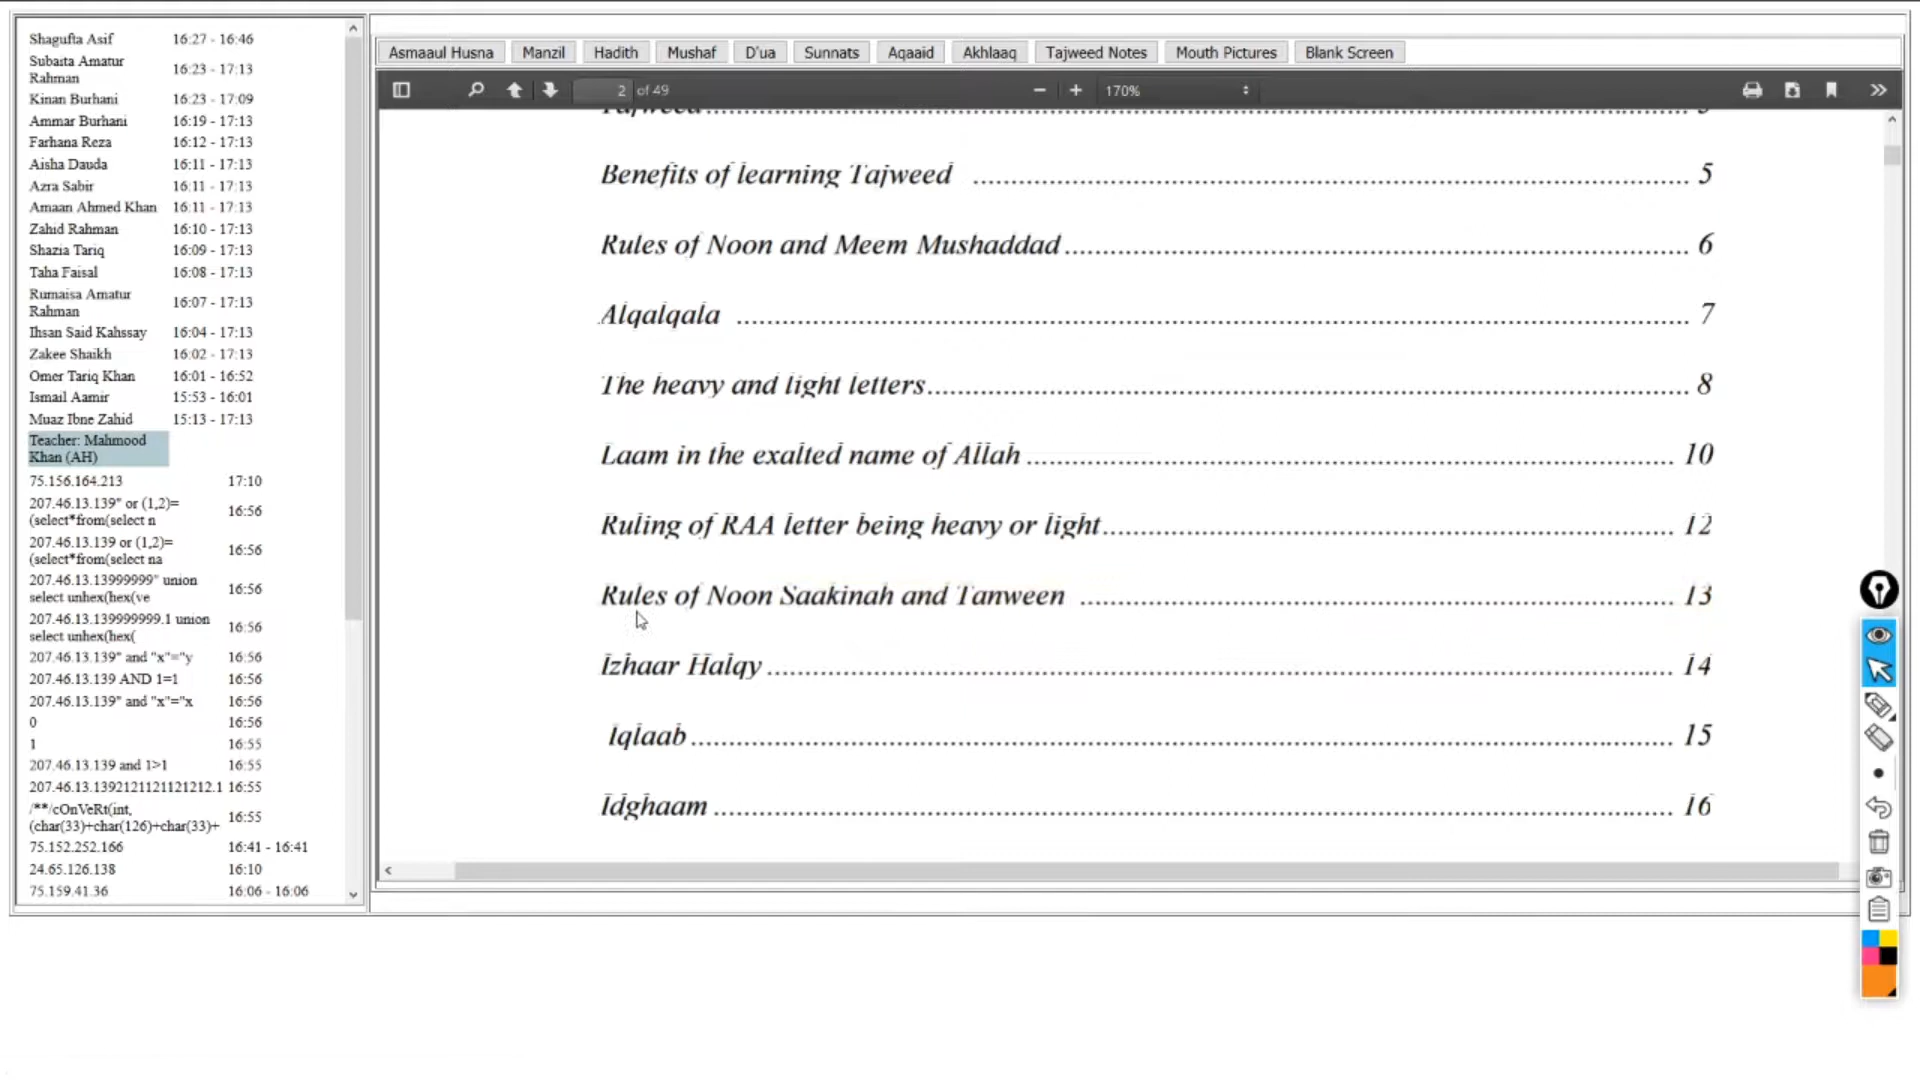 Shagufta Asif 16:27 - 16:46
Subaita Amatur
Rahman 16:23 - 17:13
Kinan Burhani 16:23 - 17:09
Ammar Burhani 16:19 - 17:13
Farhana Reza 16:12 - 17:13
Aisha Dauda 16:11 - 17:13
Azra Sabir 16:11 - 17:13
Amaan Ahmed Khan 16:11 - 17:13
Zahid Rahman 16:10 - 17:13
Shazia Tariq 16:09 - 17:13
Taha Faisal 16:08 - 17:13
Rumaisa Amatur
Rahman 16:07 - 17:13
Ihsan Said Kahssay 16:04 - 17:13
Zakee Shaikh 16:02 - 17:13
Omer Tariq Khan 16:01 - 16:52
Ismail Aamir 15:53 - 16:01
Muaz Ibne Zahid 15:13 - 17:13
Teacher: Mahmood
Khan (AH)
75.156.164.213 17:10
207.46.13.139" or (1,2)=
(select*from(select n 16:56
207.46.13.139 or (1,2)=
(select*from(select na 16:56
207.46.13.13999999" union
select unhex(hex(ve 16:56
207.46.13.139999999.1 union
select unhex(hex( 16:56
207.46.13.139" and "x"="y 16:56
207.46.13.139 AND 1=1 16:56
207.46.13.139" and "x"="x 16:56
0 16:56
1 16:55
207.46.13.139 and 1>1 16:55
207.46.13.1392121121121212.1 16:55
/**/cOnVeRt(int,
(char(33)+char(126)+char(33)+ 16:55
75.152.252.166 16:41 - 16:41
24.65.126.138 16:10
75.159.41.36 16:06 - 16:06
Asmaaul Husna Manzil Hadith Mushaf D'ua Sunnats Aqaaid Akhlaaq Tajweed Notes Mouth Pictures Blank Screen
2 of 49 170%
Tajweed
Benefits of learning Tajweed 5
Rules of Noon and Meem Mushaddad 6
Alqalqala 7
The heavy and light letters 8
Laam in the exalted name of Allah 10
Ruling of RAA letter being heavy or light 12
Rules of Noon Saakinah and Tanween 13
Izhaar Halqy 14
Iqlaab 15
Idghaam 16